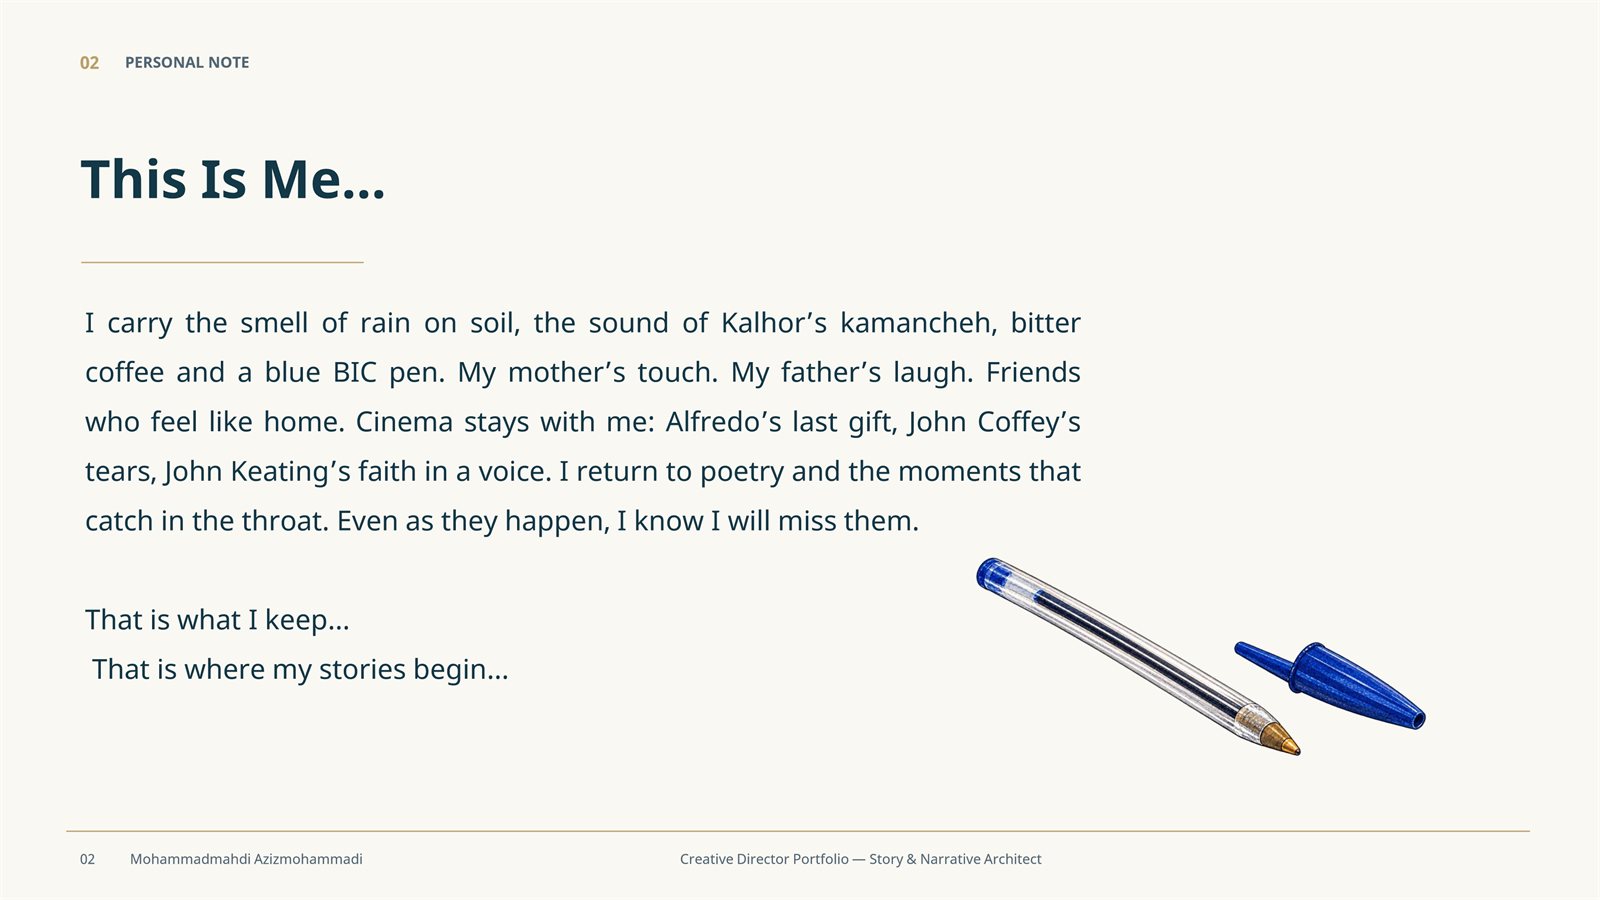 02 PERSONAL NOTE
This Is Me...
I carry the smell of rain on soil, the sound of Kalhor’s kamancheh, bitter
coffee and a blue BIC pen. My mother’s touch. My father’s laugh. Friends
who feel like home. Cinema stays with me: Alfredo’s last gift, John Coffey’s
tears, John Keating’s faith in a voice. I return to poetry and the moments that
catch in the throat. Even as they happen, I know I will miss them.
That is what I keep...
That is where my stories begin...
02 Mohammadmahdi Azizmohammadi Creative Director Portfolio — Story & Narrative Architect